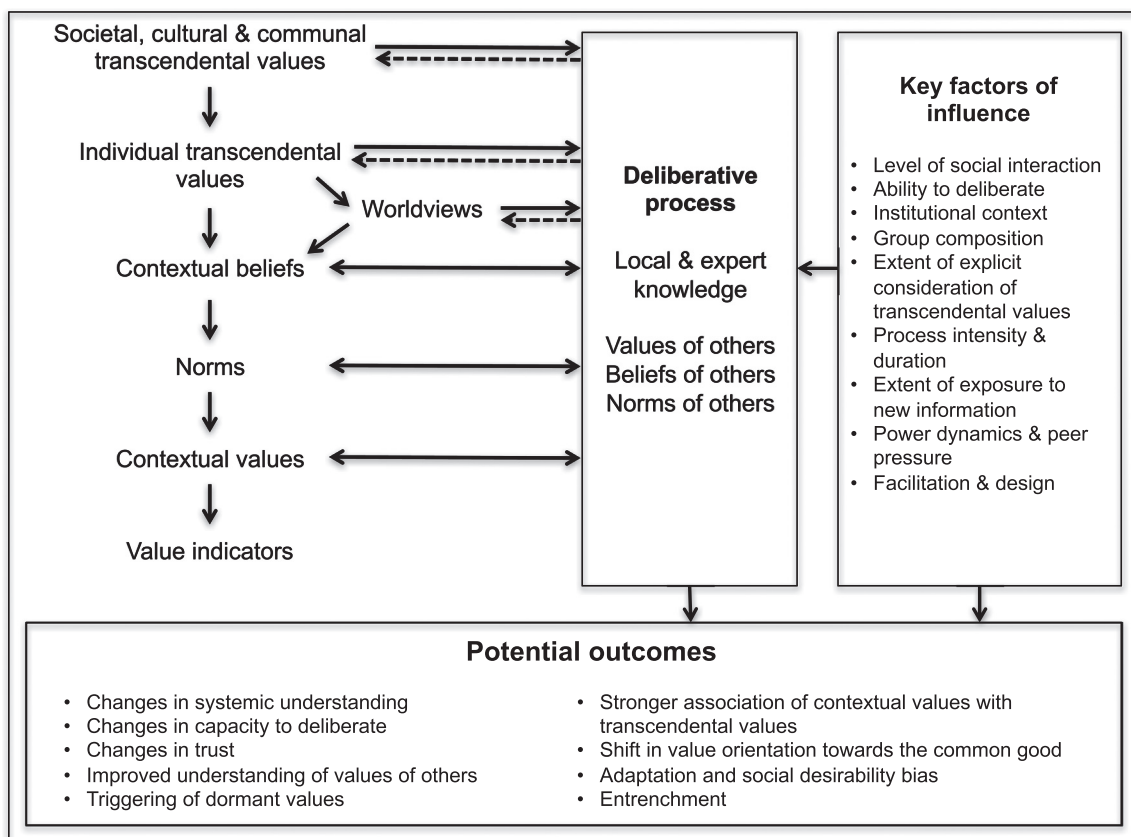 Societal, cultural & communal
transcendental values
Individual transcendental
values
Worldviews
Contextual beliefs
Norms
Contextual values
Value indicators
Deliberative
process
Local & expert
knowledge
Values of others
Beliefs of others
Norms of others
Key factors of
influence
• Level of social interaction
• Ability to deliberate
• Institutional context
• Group composition
• Extent of explicit
consideration of
transcendental values
• Process intensity &
duration
• Extent of exposure to
new information
• Power dynamics & peer
pressure
• Facilitation & design
Potential outcomes
• Changes in systemic understanding
• Changes in capacity to deliberate
• Changes in trust
• Improved understanding of values of others
• Triggering of dormant values
• Stronger association of contextual values with
transcendental values
• Shift in value orientation towards the common good
• Adaptation and social desirability bias
• Entrenchment